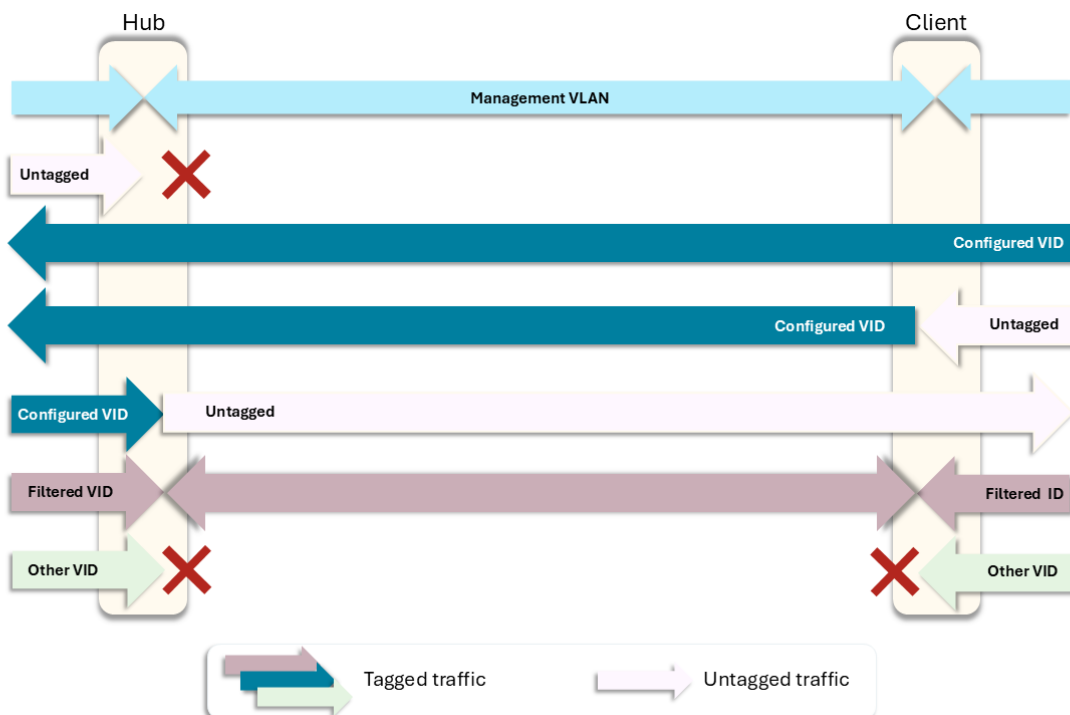 Hub Client
Management VLAN
Untagged
Configured VID
Configured VID Untagged
Configured VID Untagged
Filtered VID Filtered ID
Other VID Other VID
Tagged traffic Untagged traffic